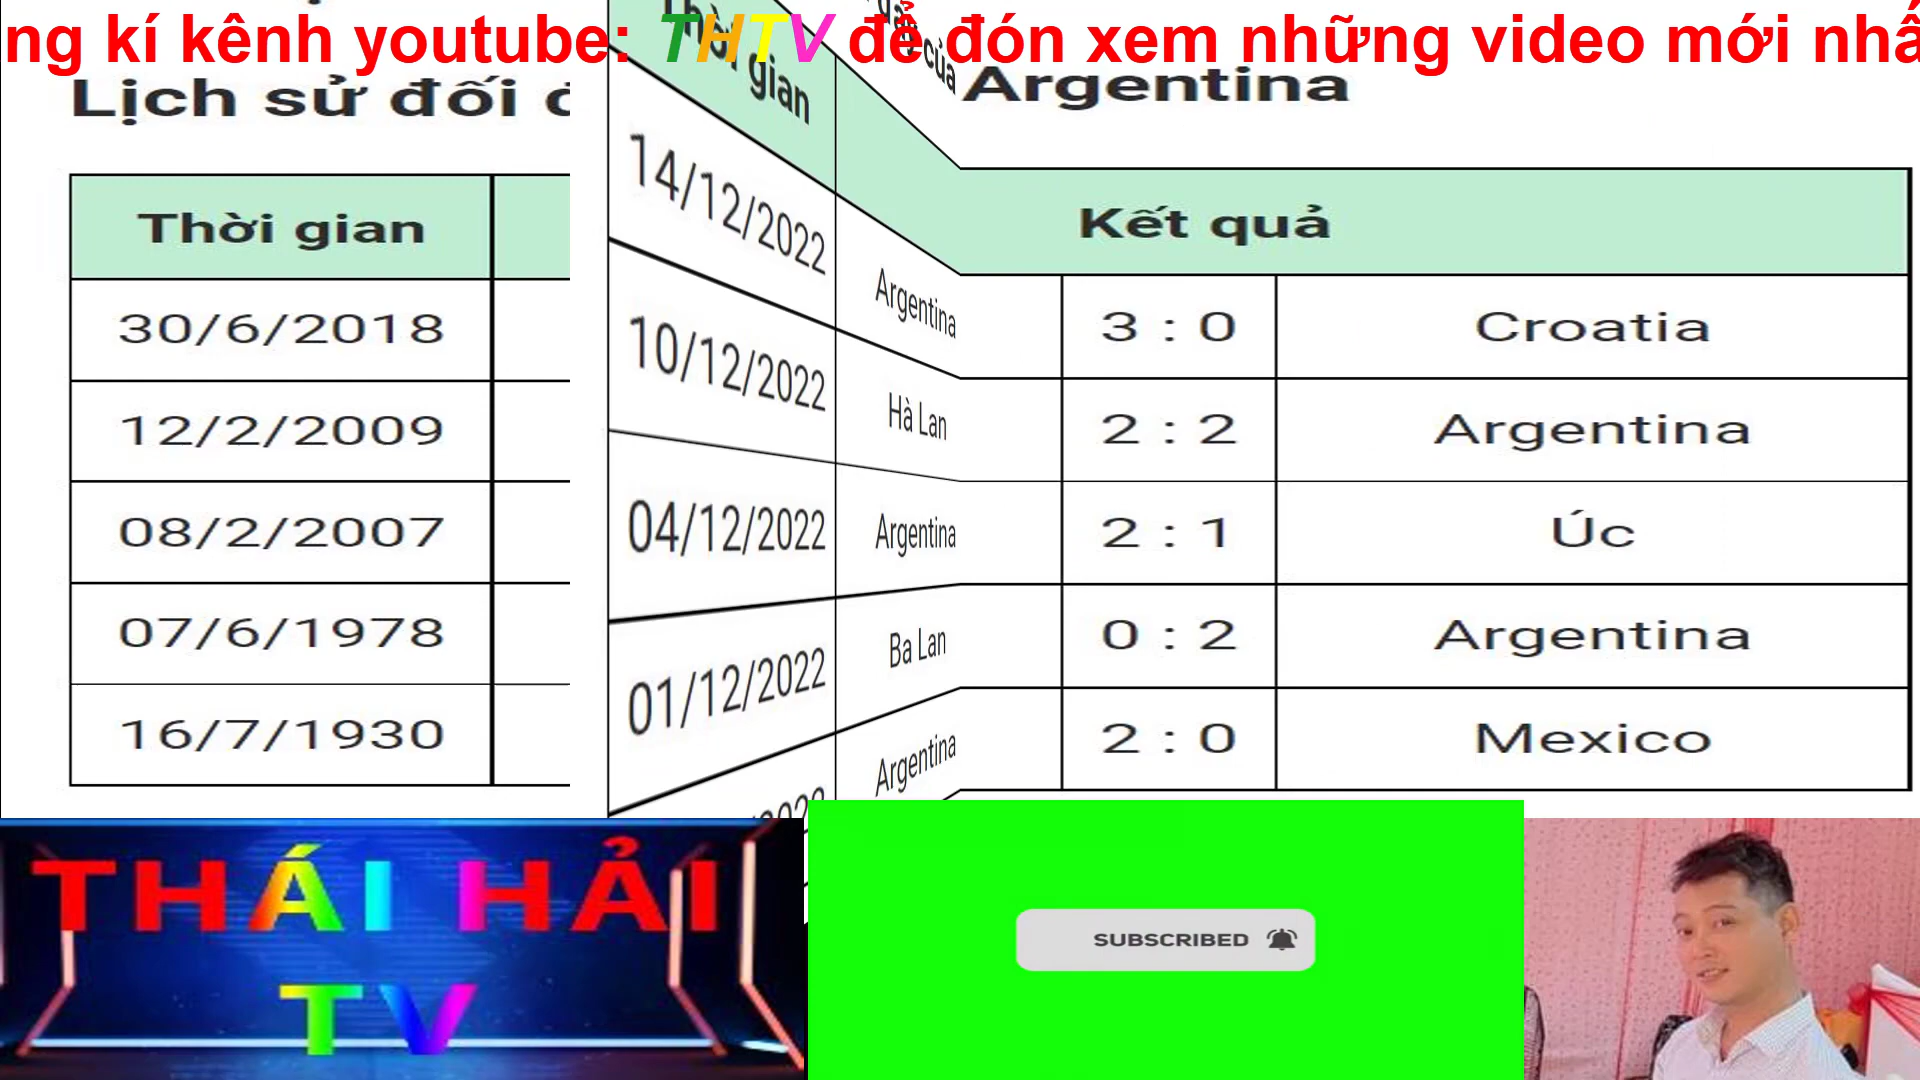 ng kí kênh youtube: THTV để đón xem những video mới nhấ
Lịch sử đối
Thời gian
30/6/2018
12/2/2009
08/2/2007
07/6/1978
16/7/1930
của Argentina
Thời gian
Kết quả
14/12/2022 Argentina 3 : 0 Croatia
10/12/2022 Hà Lan 2 : 2 Argentina
04/12/2022 Argentina 2 : 1 Úc
01/12/2022 Ba Lan 0 : 2 Argentina
Argentina 2 : 0 Mexico
THÁI HẢI
TV
SUBSCRIBED